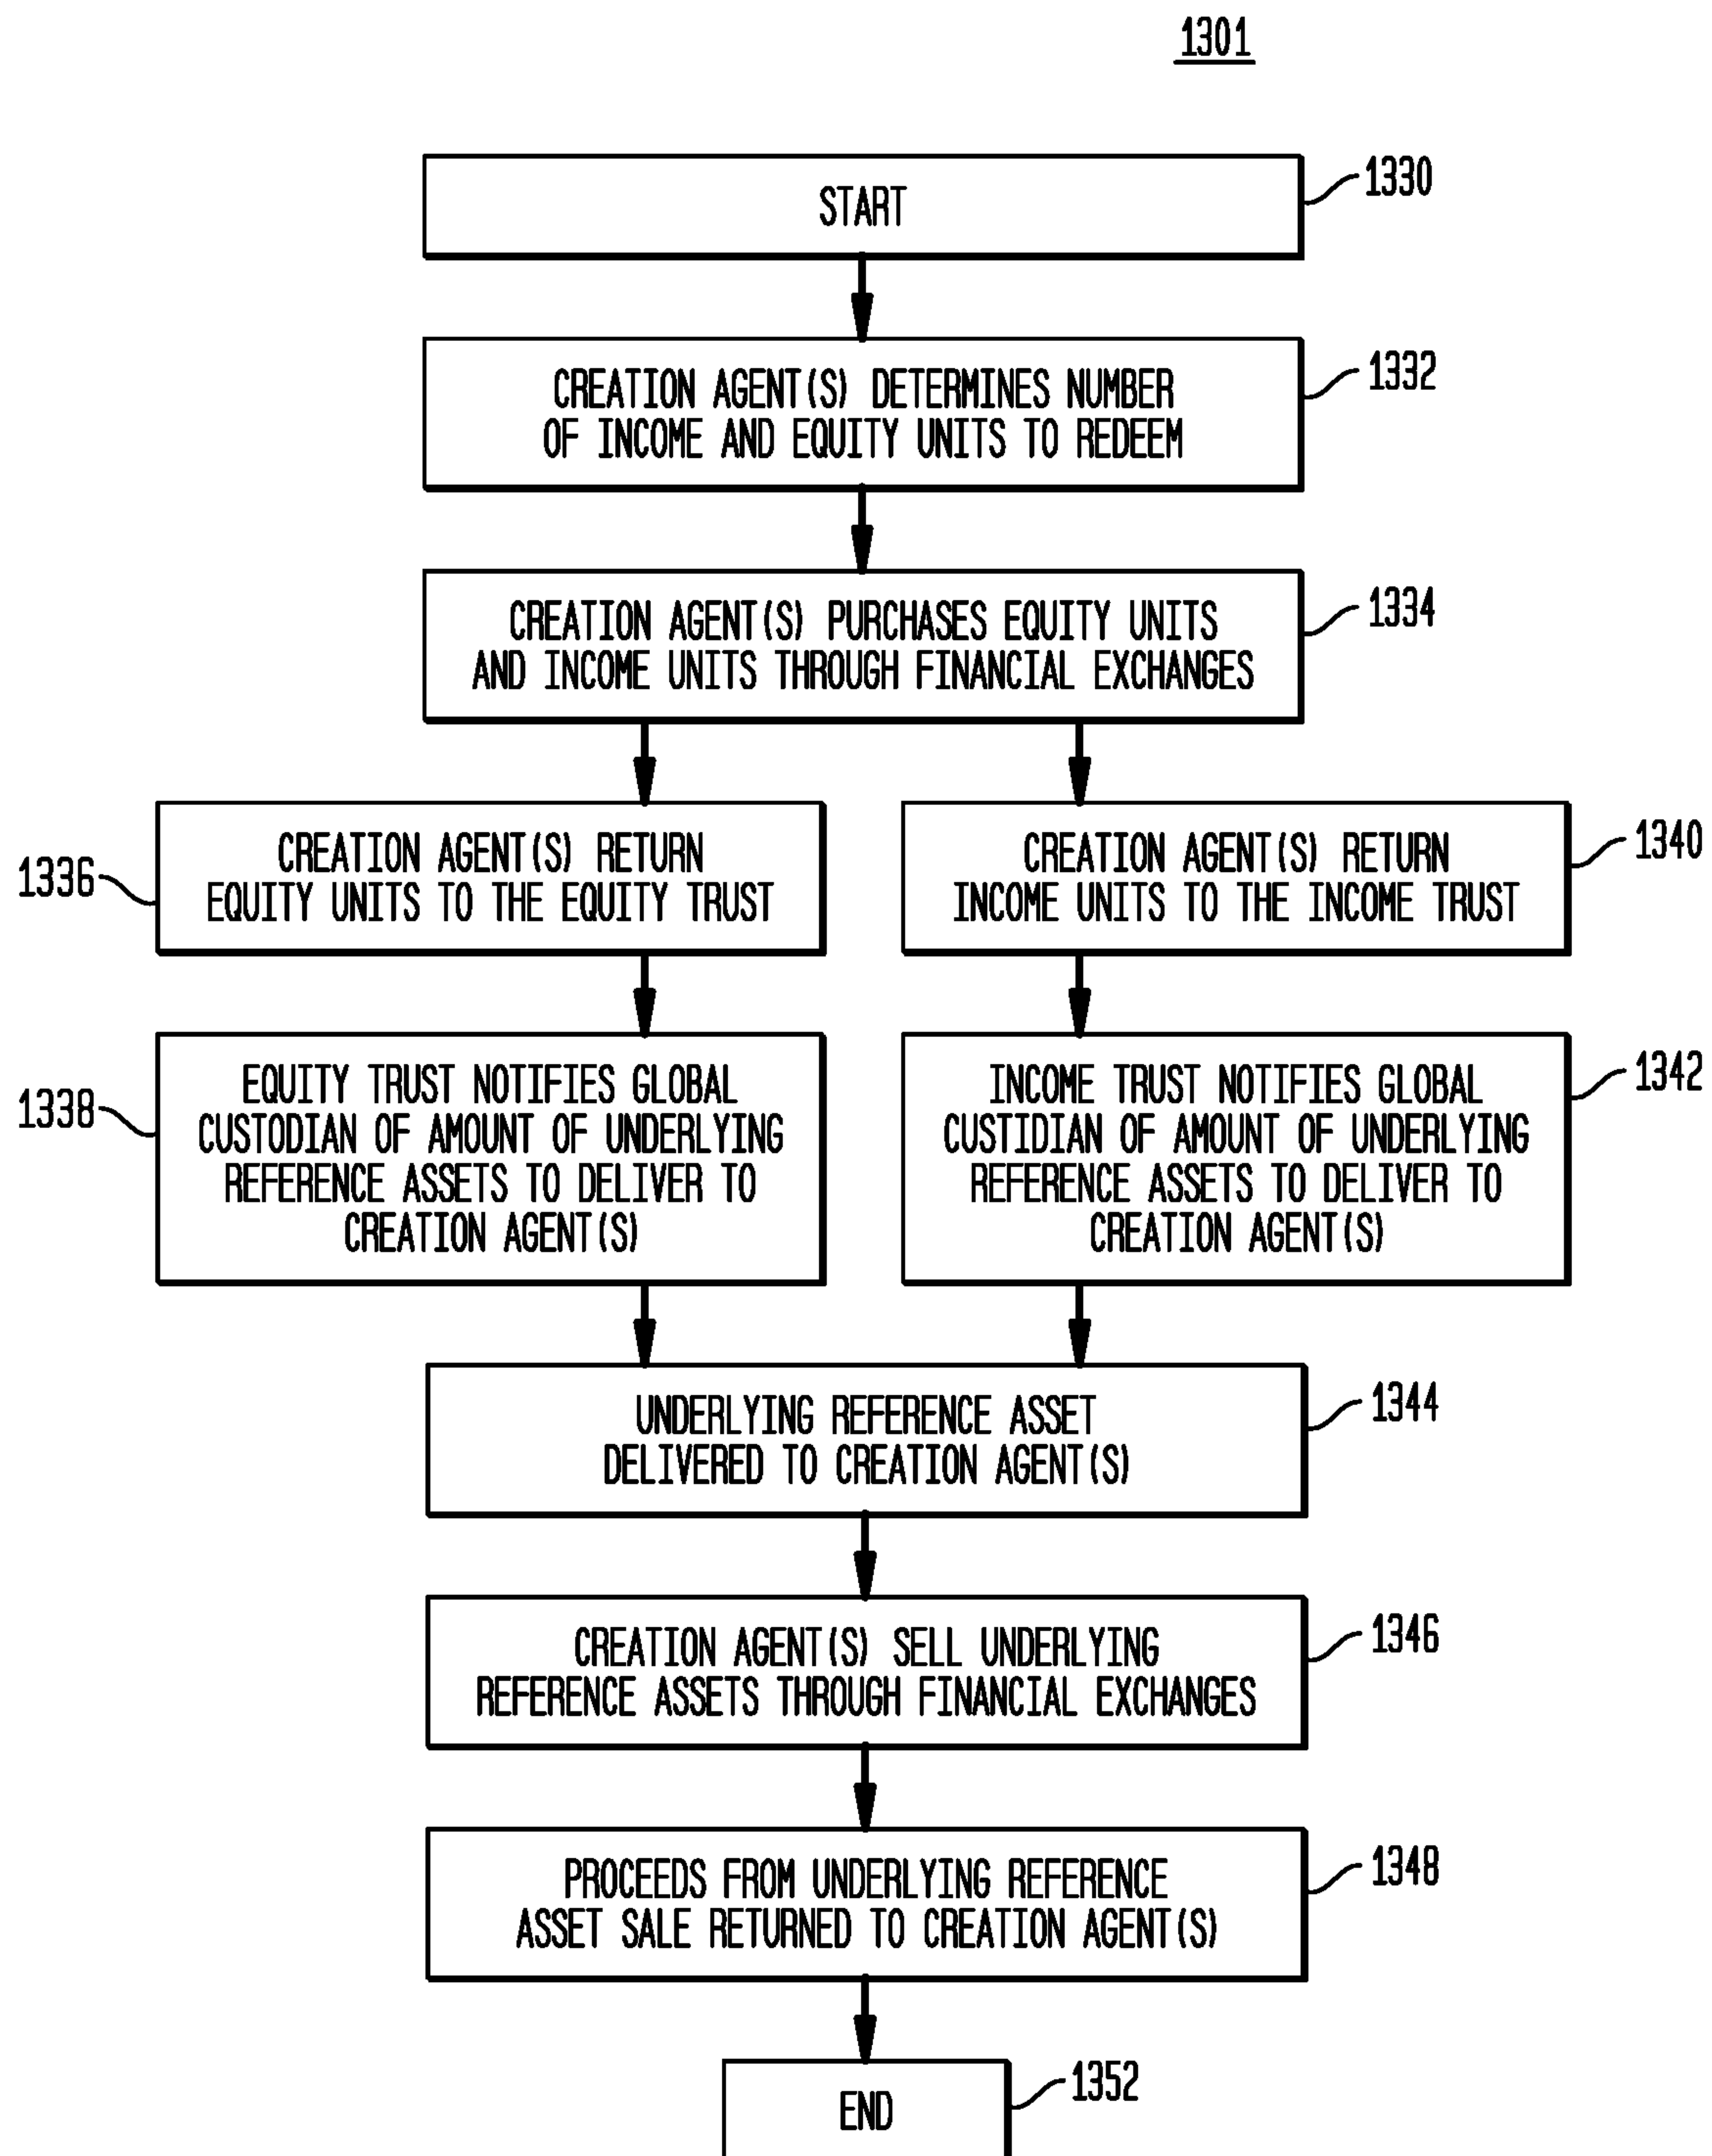 1301
START
1330
CREATION AGENT(S) DETERMINES NUMBER
OF INCOME AND EQUITY UNITS TO REDEEM
1332
CREATION AGENT(S) PURCHASES EQUITY UNITS
AND INCOME UNITS THROUGH FINANCIAL EXCHANGES
1334
CREATION AGENT(S) RETURN
EQUITY UNITS TO THE EQUITY TRUST
1336
CREATION AGENT(S) RETURN
INCOME UNITS TO THE INCOME TRUST
1340
EQUITY TRUST NOTIFIES GLOBAL
CUSTODIAN OF AMOUNT OF UNDERLYING
REFERENCE ASSETS TO DELIVER TO
CREATION AGENT(S)
1338
INCOME TRUST NOTIFIES GLOBAL
CUSTIDIAN OF AMOUNT OF UNDERLYING
REFERENCE ASSETS TO DELIVER TO
CREATION AGENT(S)
1342
UNDERLYING REFERENCE ASSET
DELIVERED TO CREATION AGENT(S)
1344
CREATION AGENT(S) SELL UNDERLYING
REFERENCE ASSETS THROUGH FINANCIAL EXCHANGES
1346
PROCEEDS FROM UNDERLYING REFERENCE
ASSET SALE RETURNED TO CREATION AGENT(S)
1348
END
1352